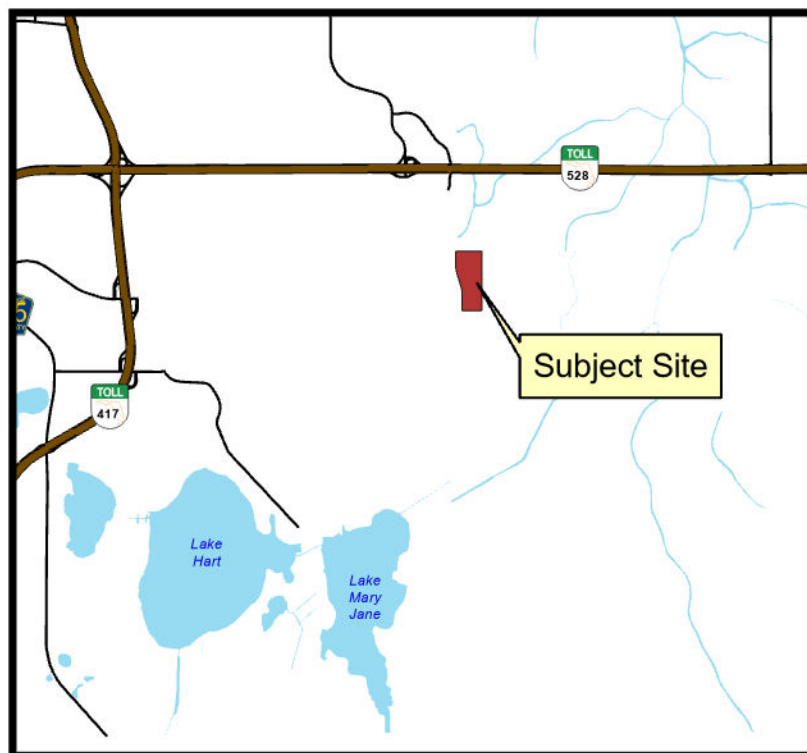 TOLL
528
Subject Site
TOLL
417
Lake
Hart
Lake
Mary
Jane